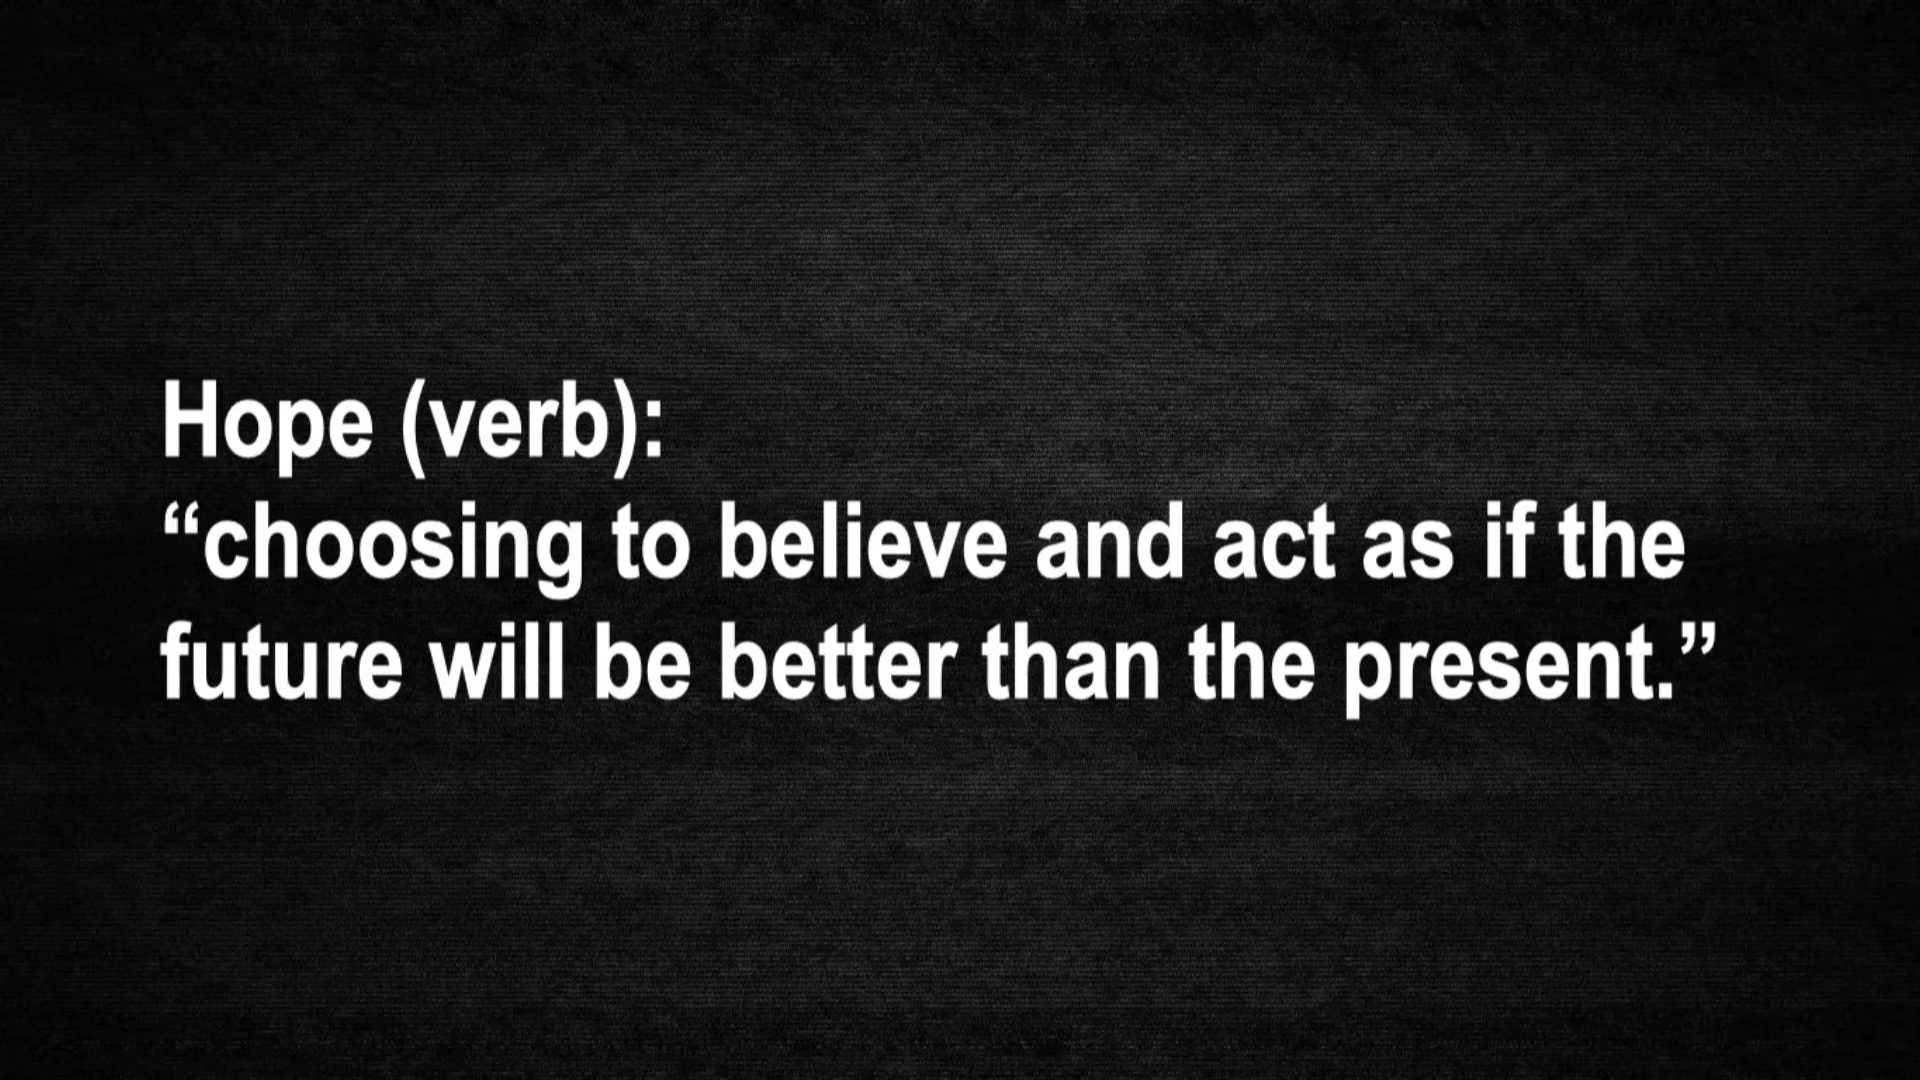 Hope (verb):
“choosing to believe and act as if the
future will be better than the present.”